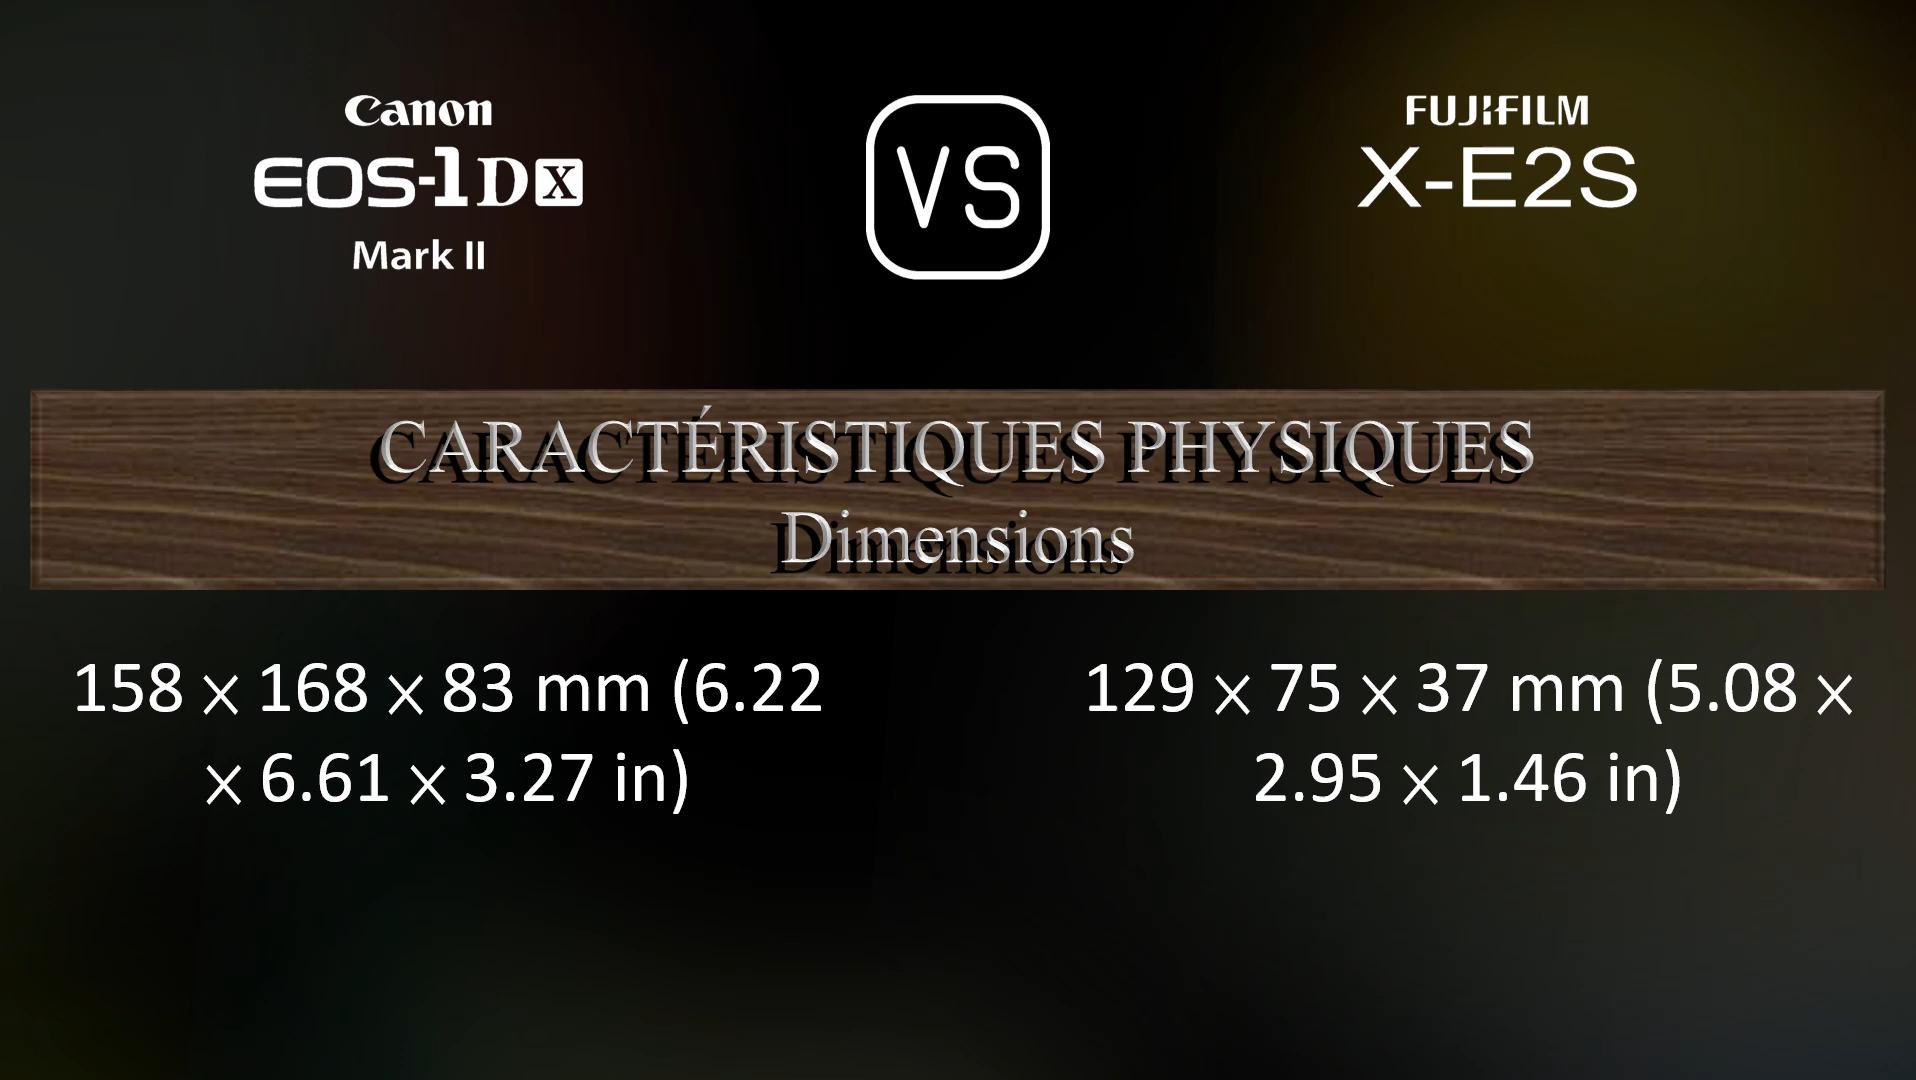 Canon
EOS-1DX
Mark II
VS
FUJIFILM
X-E2S
CARACTÉRISTIQUES PHYSIQUES
Dimensions
158 x 168 x 83 mm (6.22
x 6.61 x 3.27 in)
129 x 75 x 37 mm (5.08 x
2.95 x 1.46 in)